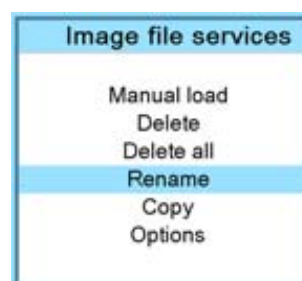 Image file services
Manual load
Delete
Delete all
Rename
Copy
Options